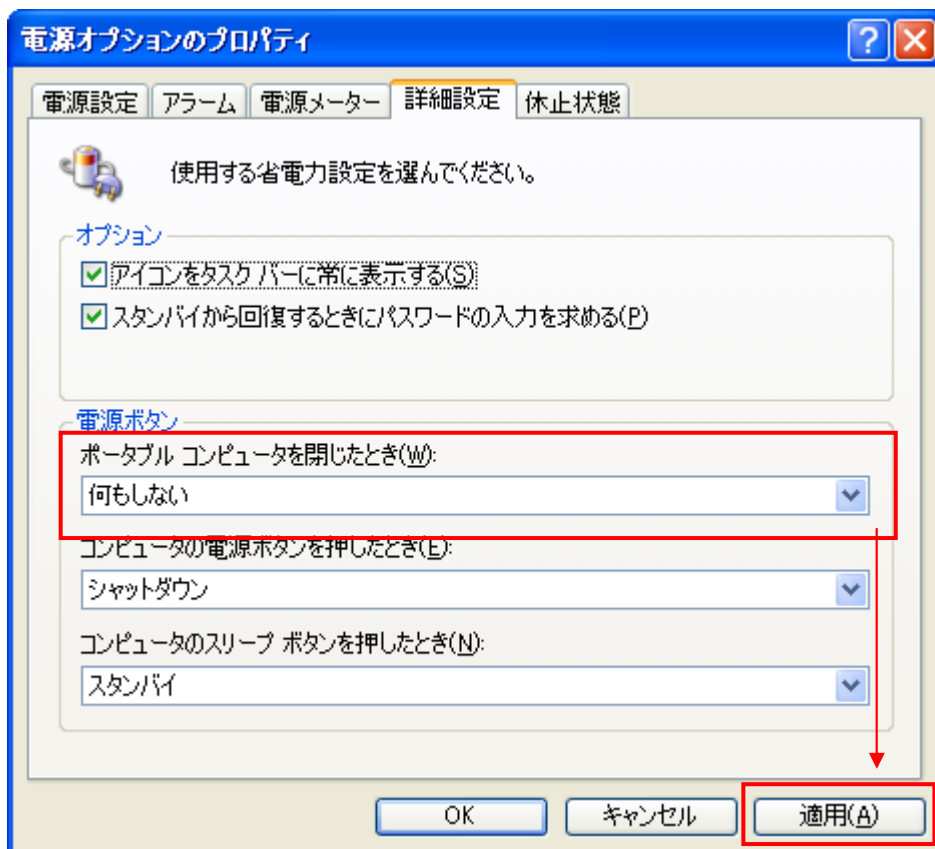 電源オプションのプロパティ
電源設定 アラーム 電源メーター 詳細設定 休止状態
使用する省電力設定を選んでください。
オプション
アイコンをタスク バーに常に表示する(S)
スタンバイから回復するときにパスワードの入力を求める(P)
電源ボタン
ポータブル コンピュータを閉じたとき(W):
何もしない
コンピュータの電源ボタンを押したとき(E):
シャットダウン
コンピュータのスリープ ボタンを押したとき(N):
スタンバイ
OK キャンセル 適用(A)